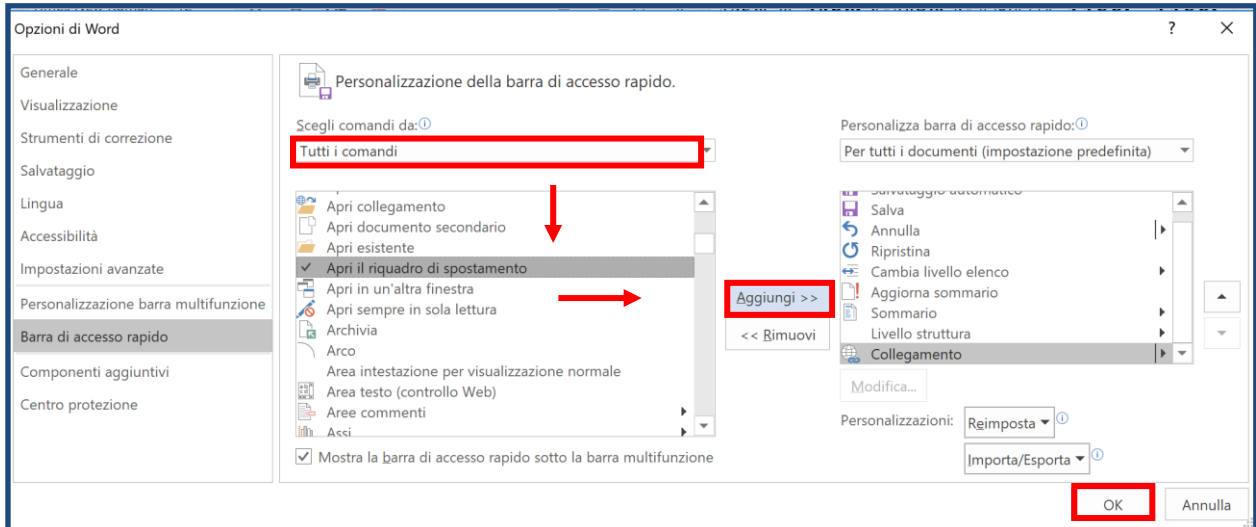 Opzioni di Word
?
Generale
Visualizzazione
Strumenti di correzione
Salvataggio
Lingua
Accessibilità
Impostazioni avanzate
Personalizzazione barra multifunzione
Barra di accesso rapido
Componenti aggiuntivi
Centro protezione
Personalizzazione della barra di accesso rapido.
Scegli comandi da:
Tutti i comandi
Apri collegamento
Apri documento secondario
Apri esistente
Apri il riquadro di spostamento
Apri in un'altra finestra
Apri sempre in sola lettura
Archivia
Arco
Area intestazione per visualizzazione normale
Area testo (controllo Web)
Aree commenti
Assi
Mostra la barra di accesso rapido sotto la barra multifunzione
Aggiungi >>
<< Rimuovi
Personalizza barra di accesso rapido:
Per tutti i documenti (impostazione predefinita)
Salvataggio automatico
Salva
Annulla
Ripristina
Cambia livello elenco
Aggiorna sommario
Sommario
Livello struttura
Collegamento
Modifica...
Personalizzazioni:
Reimposta
Importa/Esporta
OK
Annulla